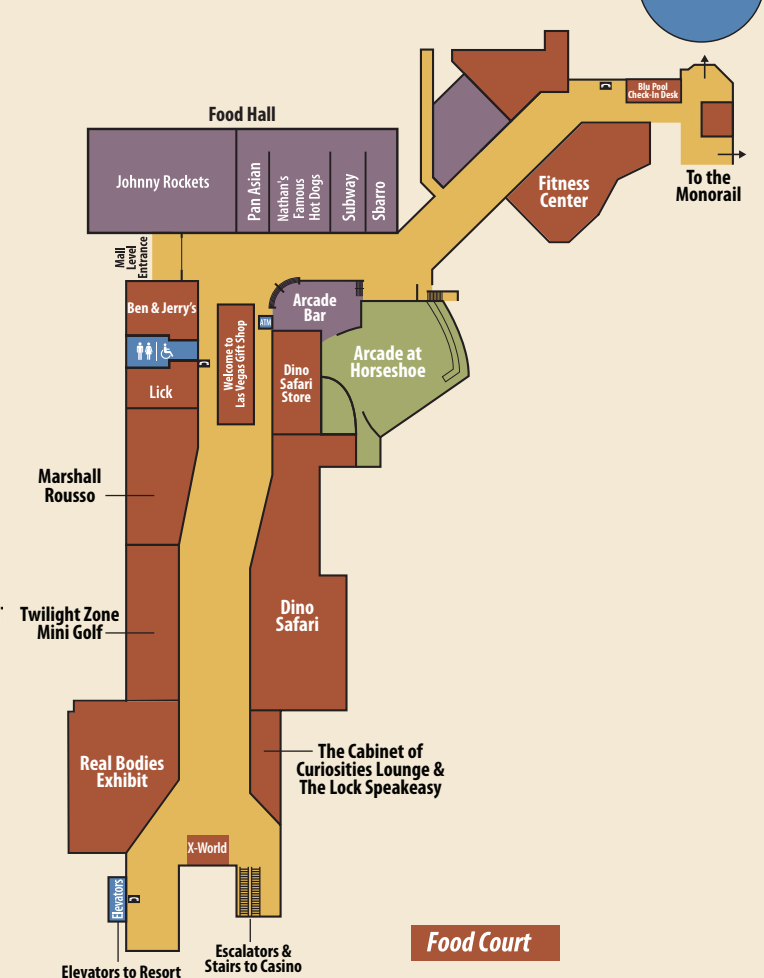 Blu Pool
Check-In Desk
Food Hall
Johnny Rockets
Pan Asian
Nathan's
Famous
Hot Dogs
Subway
Sbarro
Fitness
Center
To the
Monorail
Mall
Level
Entrance
Ben & Jerry's
Arcade
Bar
ATM
Welcome to
Las Vegas Gift Shop
Arcade at
Horseshoe
Dino
Safari
Store
Lick
Marshall
Rousso
Twilight Zone
Mini Golf
Dino
Safari
Real Bodies
Exhibit
The Cabinet of
Curiosities Lounge &
The Lock Speakeasy
X-World
Elevators
Food Court
Escalators &
Stairs to Casino
Elevators to Resort